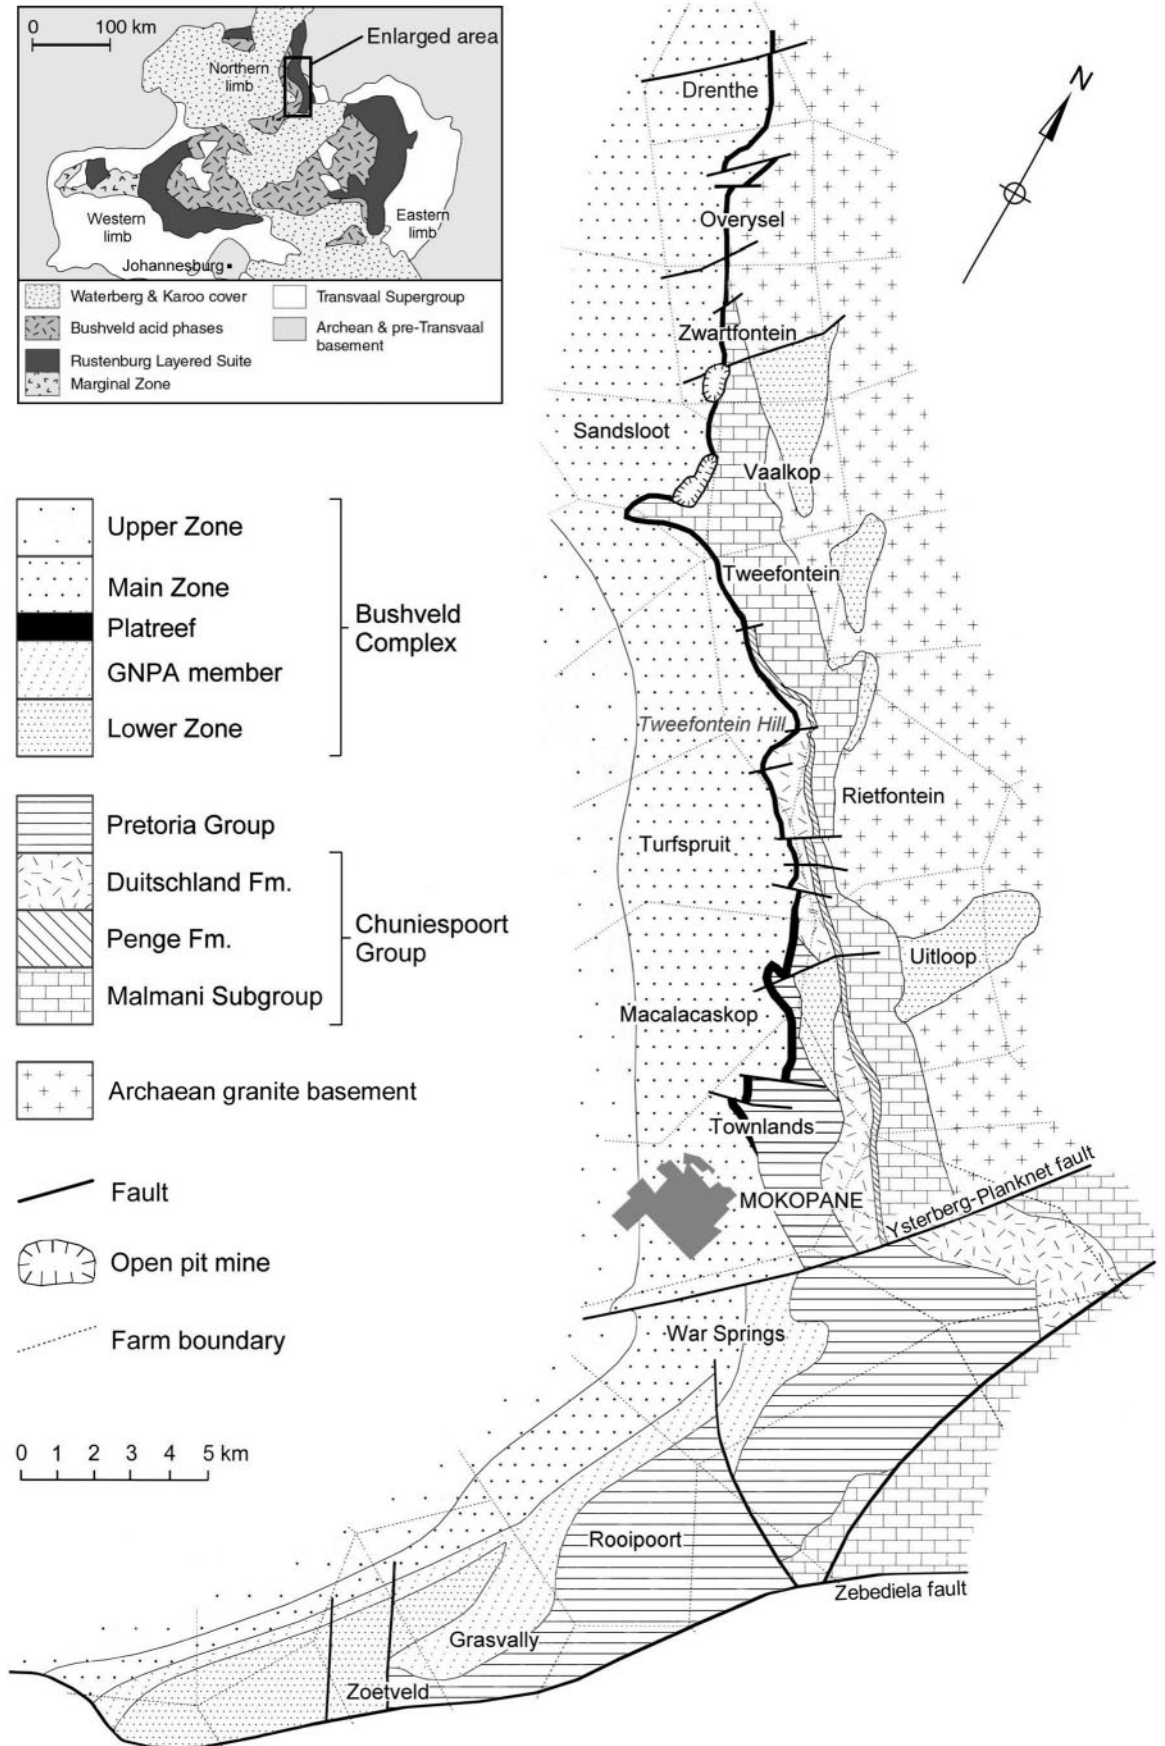 0 100 km
Enlarged area
Northern
limb
Western
limb
Eastern
limb
Johannesburg
Waterberg & Karoo cover
Transvaal Supergroup
Bushveld acid phases
Archean & pre-Transvaal
basement
Rustenburg Layered Suite
Marginal Zone
N
Upper Zone
Main Zone
Platreef
GNPA member
Lower Zone
Bushveld
Complex
Pretoria Group
Duitschland Fm.
Penge Fm.
Malmani Subgroup
Chuniespoort
Group
Archaean granite basement
Fault
Open pit mine
Farm boundary
0 1 2 3 4 5 km
Drenthe
Overysel
Zwartfontein
Sandsloot
Vaalkop
Tweefontein
Tweefontein Hill
Rietfontein
Turfspruit
Uitloop
Macalacaskop
Townlands
MOKOPANE
Ysterberg-Planknet fault
War Springs
Rooipoort
Zebediela fault
Grasvally
Zoetveld